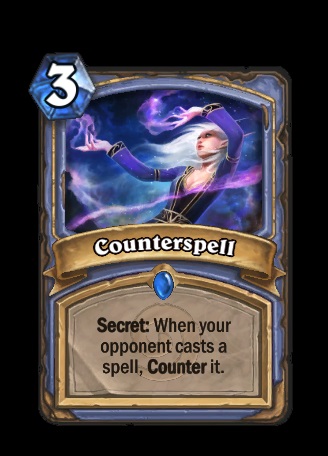 3
Counterspell
Secret: When your
opponent casts a
spell, Counter it.